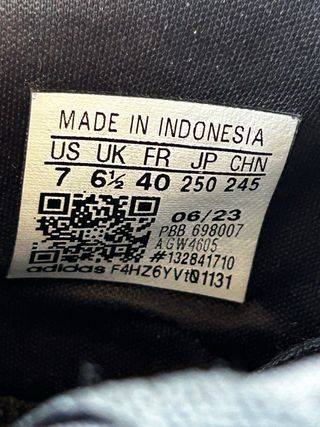 MADE IN INDONESIA
US UK FR JP CHN
7 6½ 40 250 245
06/23
PBB 698007
AGW4605
#132841710
adidas F4HZ6YVt01131